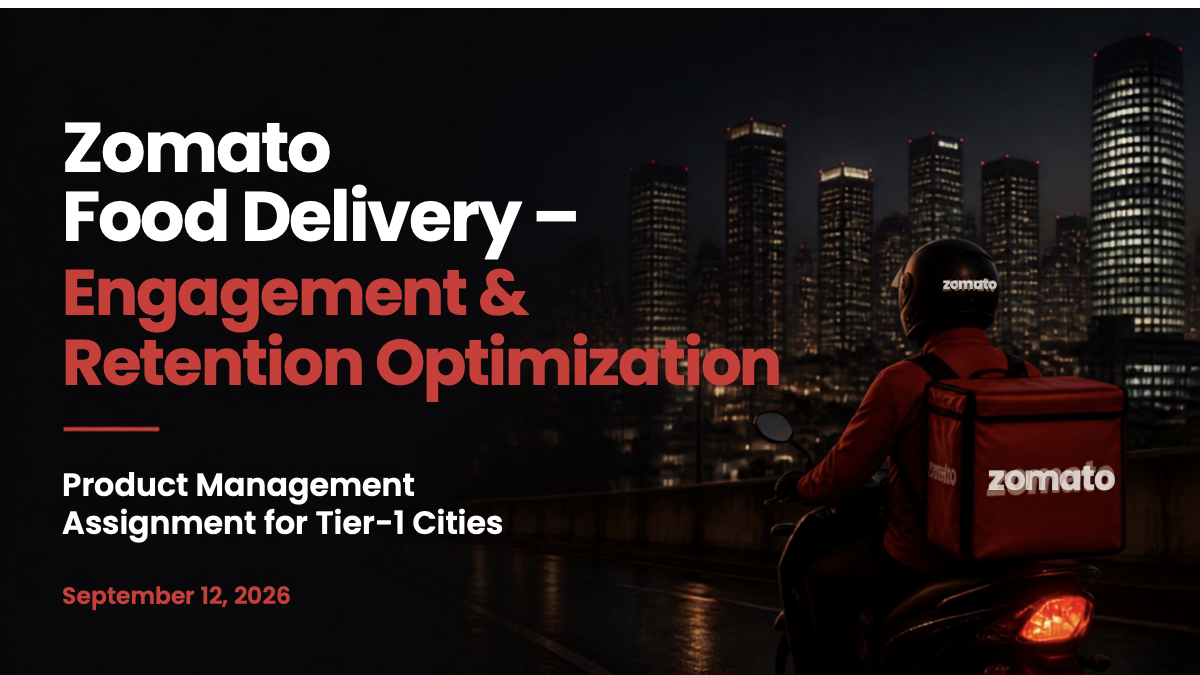 Zomato
Food Delivery –
Engagement &
Retention Optimization
Product Management
Assignment for Tier-1 Cities
September 12, 2026
zomato
zomato
zomato